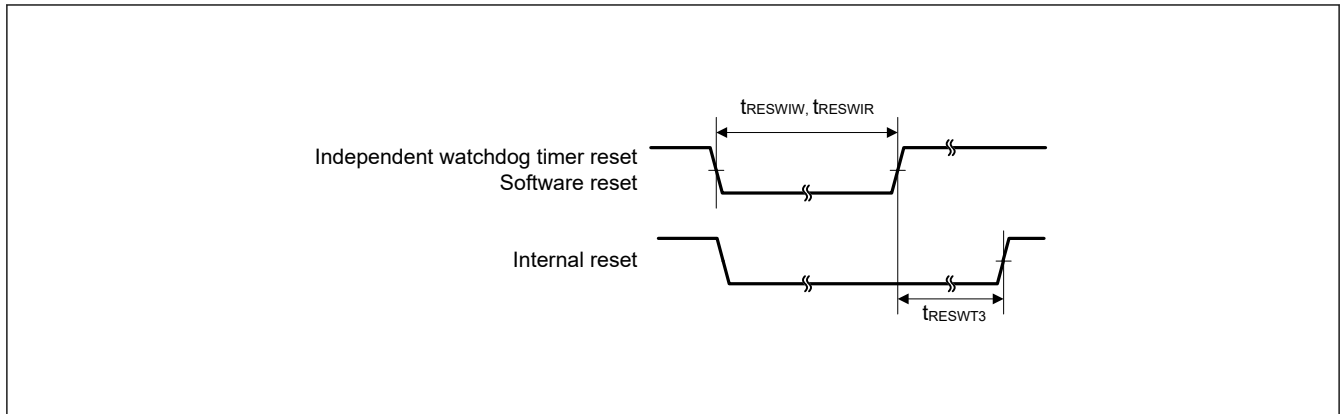 tRESWIW, tRESWIR
Independent watchdog timer reset
Software reset
Internal reset
tRESWT3